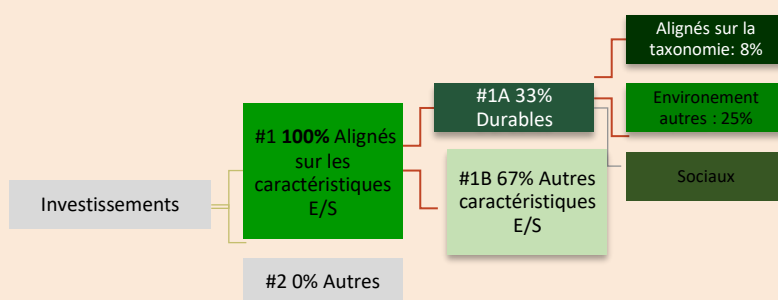 Investissements
#1 100% Alignés
sur les
caractéristiques
E/S
#2 0% Autres
#1A 33%
Durables
#1B 67% Autres
caractéristiques
E/S
Alignés sur la
taxonomie: 8%
Environement
autres : 25%
Sociaux